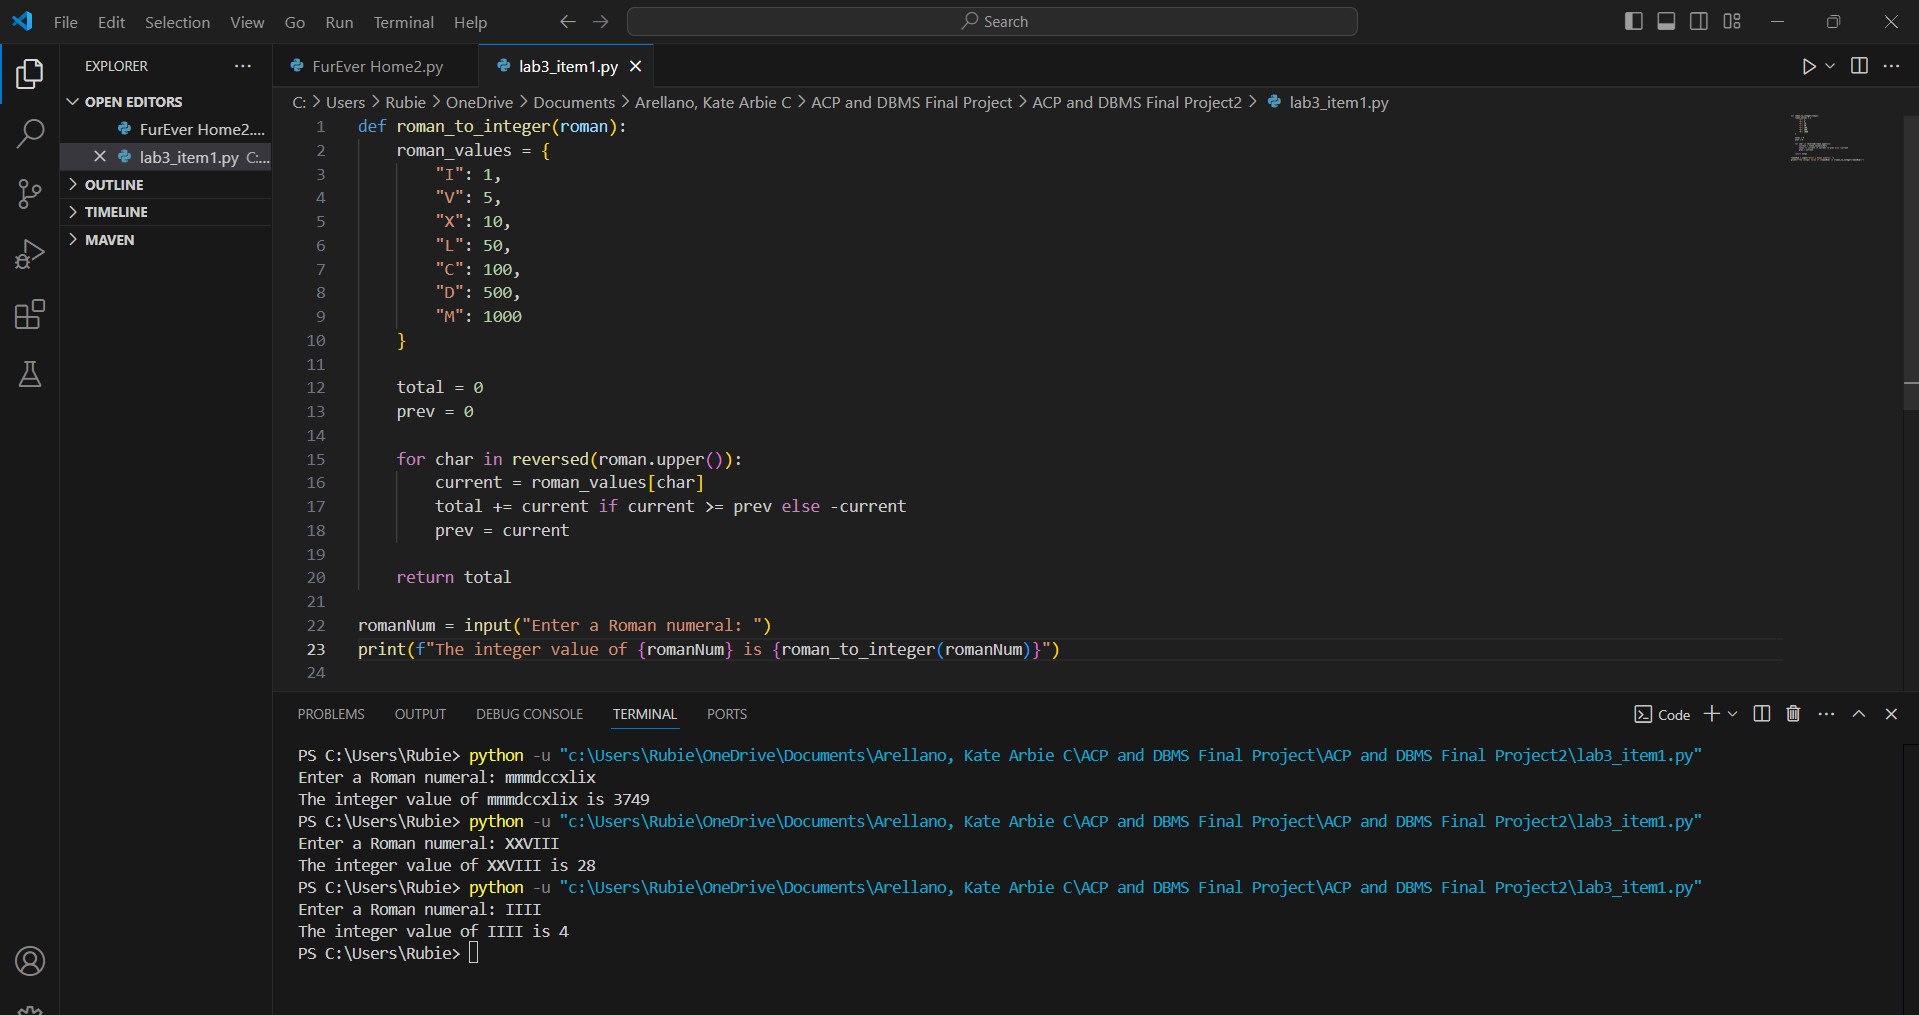 File Edit Selection View Go Run Terminal Help
Search
EXPLORER
OPEN EDITORS
FurEver Home2....
lab3_item1.py C:...
OUTLINE
TIMELINE
MAVEN
FurEver Home2.py
lab3_item1.py
C: > Users > Rubie > OneDrive > Documents > Arellano, Kate Arbie C > ACP and DBMS Final Project > ACP and DBMS Final Project2 > lab3_item1.py
1 def roman_to_integer(roman):
2     roman_values = {
3         "I": 1,
4         "V": 5,
5         "X": 10,
6         "L": 50,
7         "C": 100,
8         "D": 500,
9         "M": 1000
10     }
11
12     total = 0
13     prev = 0
14
15     for char in reversed(roman.upper()):
16         current = roman_values[char]
17         total += current if current >= prev else -current
18         prev = current
19
20     return total
21
22 romanNum = input("Enter a Roman numeral: ")
23 print(f"The integer value of {romanNum} is {roman_to_integer(romanNum)}")
24
PROBLEMS OUTPUT DEBUG CONSOLE TERMINAL PORTS
Code
PS C:\Users\Rubie> python -u "c:\Users\Rubie\OneDrive\Documents\Arellano, Kate Arbie C\ACP and DBMS Final Project\ACP and DBMS Final Project2\lab3_item1.py"
Enter a Roman numeral: mmmdccxlix
The integer value of mmmdccxlix is 3749
PS C:\Users\Rubie> python -u "c:\Users\Rubie\OneDrive\Documents\Arellano, Kate Arbie C\ACP and DBMS Final Project\ACP and DBMS Final Project2\lab3_item1.py"
Enter a Roman numeral: XXVIII
The integer value of XXVIII is 28
PS C:\Users\Rubie> python -u "c:\Users\Rubie\OneDrive\Documents\Arellano, Kate Arbie C\ACP and DBMS Final Project\ACP and DBMS Final Project2\lab3_item1.py"
Enter a Roman numeral: IIII
The integer value of IIII is 4
PS C:\Users\Rubie>